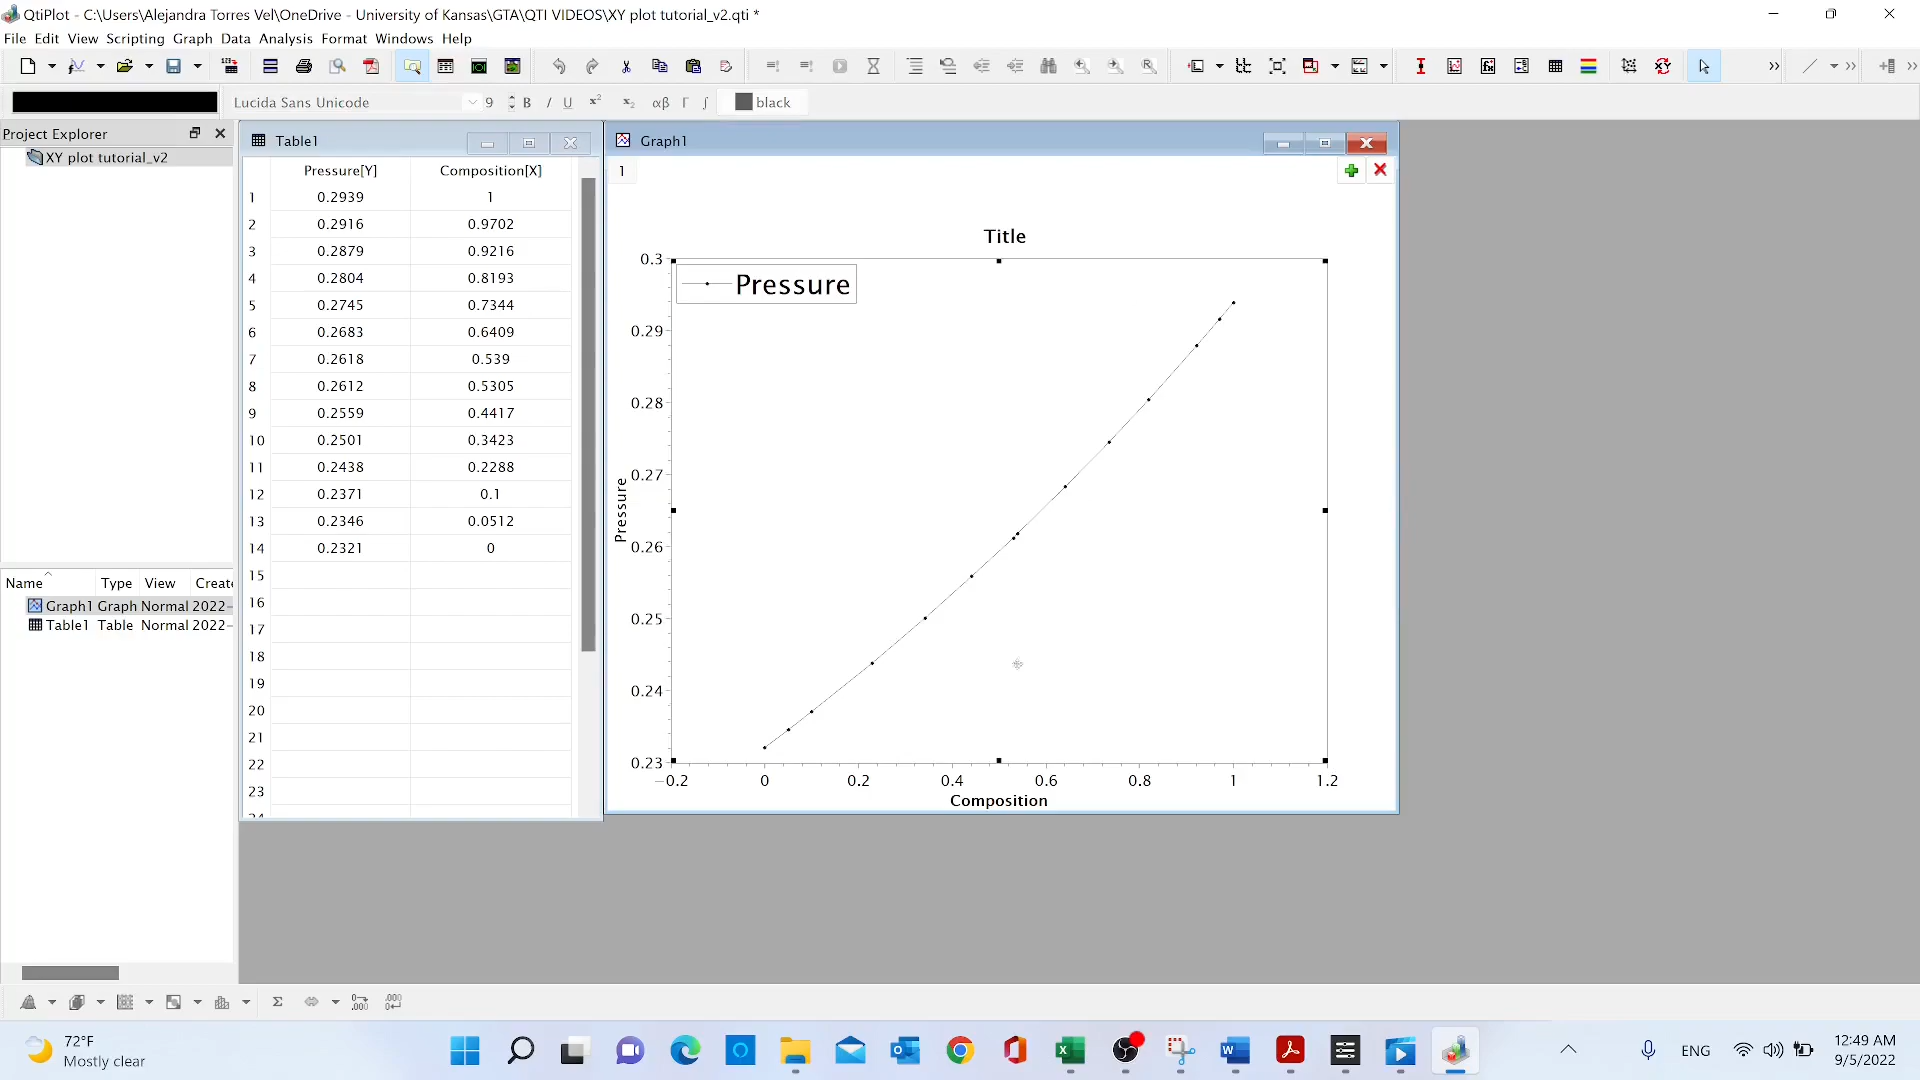 QtiPlot - C:\Users\Alejandra Torres Vel\OneDrive - University of Kansas\GTA\QTI VIDEOS\XY plot tutorial_v2.qti *
File Edit View Scripting Graph Data Analysis Format Windows Help
Lucida Sans Unicode 9 B I U x² x₂ αβ Γ ∫ black
Project Explorer
XY plot tutorial_v2
Name Type View Create
Graph1 Graph Normal 2022-
Table1 Table Normal 2022-
Table1
Pressure[Y] Composition[X]
1 0.2939 1
2 0.2916 0.9702
3 0.2879 0.9216
4 0.2804 0.8193
5 0.2745 0.7344
6 0.2683 0.6409
7 0.2618 0.539
8 0.2612 0.5305
9 0.2559 0.4417
10 0.2501 0.3423
11 0.2438 0.2288
12 0.2371 0.1
13 0.2346 0.0512
14 0.2321 0
15
16
17
18
19
20
21
22
23
24
Graph1
1
Title
Pressure
0.3
0.29
0.28
0.27
0.26
0.25
0.24
0.23
Pressure
−0.2 0 0.2 0.4 0.6 0.8 1 1.2
Composition
72°F
Mostly clear
ENG
12:49 AM
9/5/2022